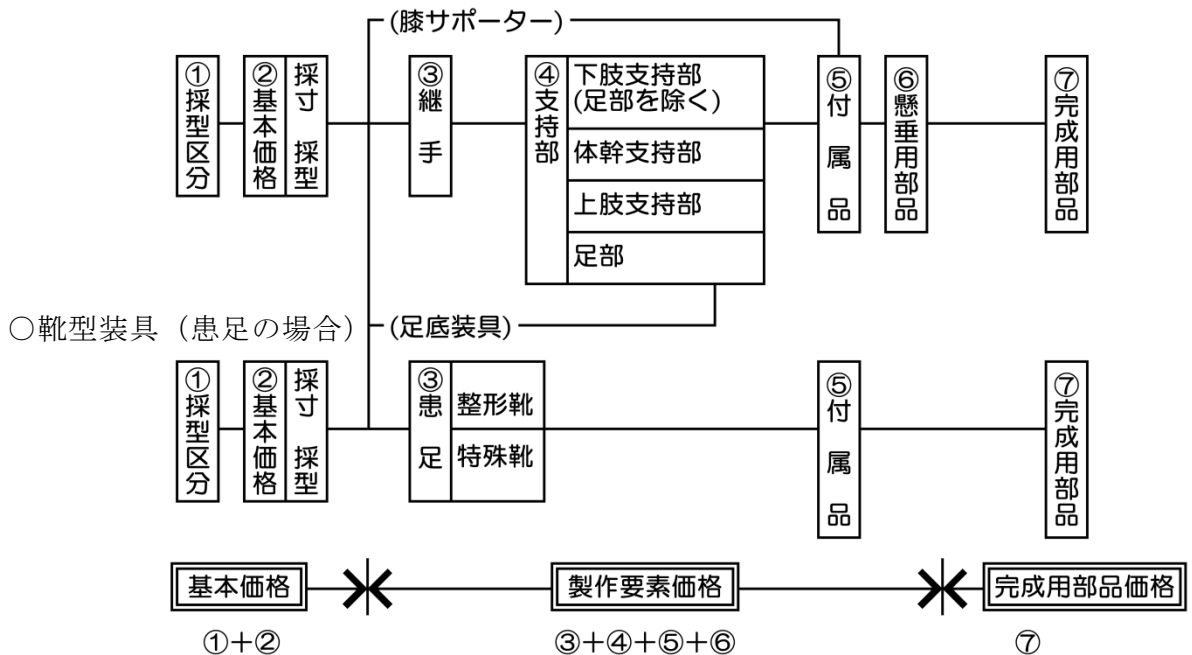 (膝サポーター)
①採型区分
②基本価格
採寸 採型
③継手
④支持部
下肢支持部
(足部を除く)
体幹支持部
上肢支持部
足部
⑤付属品
⑥懸垂用部品
⑦完成用部品
○靴型装具（患足の場合）
(足底装具)
①採型区分
②基本価格
採寸 採型
③患足
整形靴
特殊靴
⑤付属品
⑦完成用部品
基本価格
製作要素価格
完成用部品価格
①+②
③+④+⑤+⑥
⑦